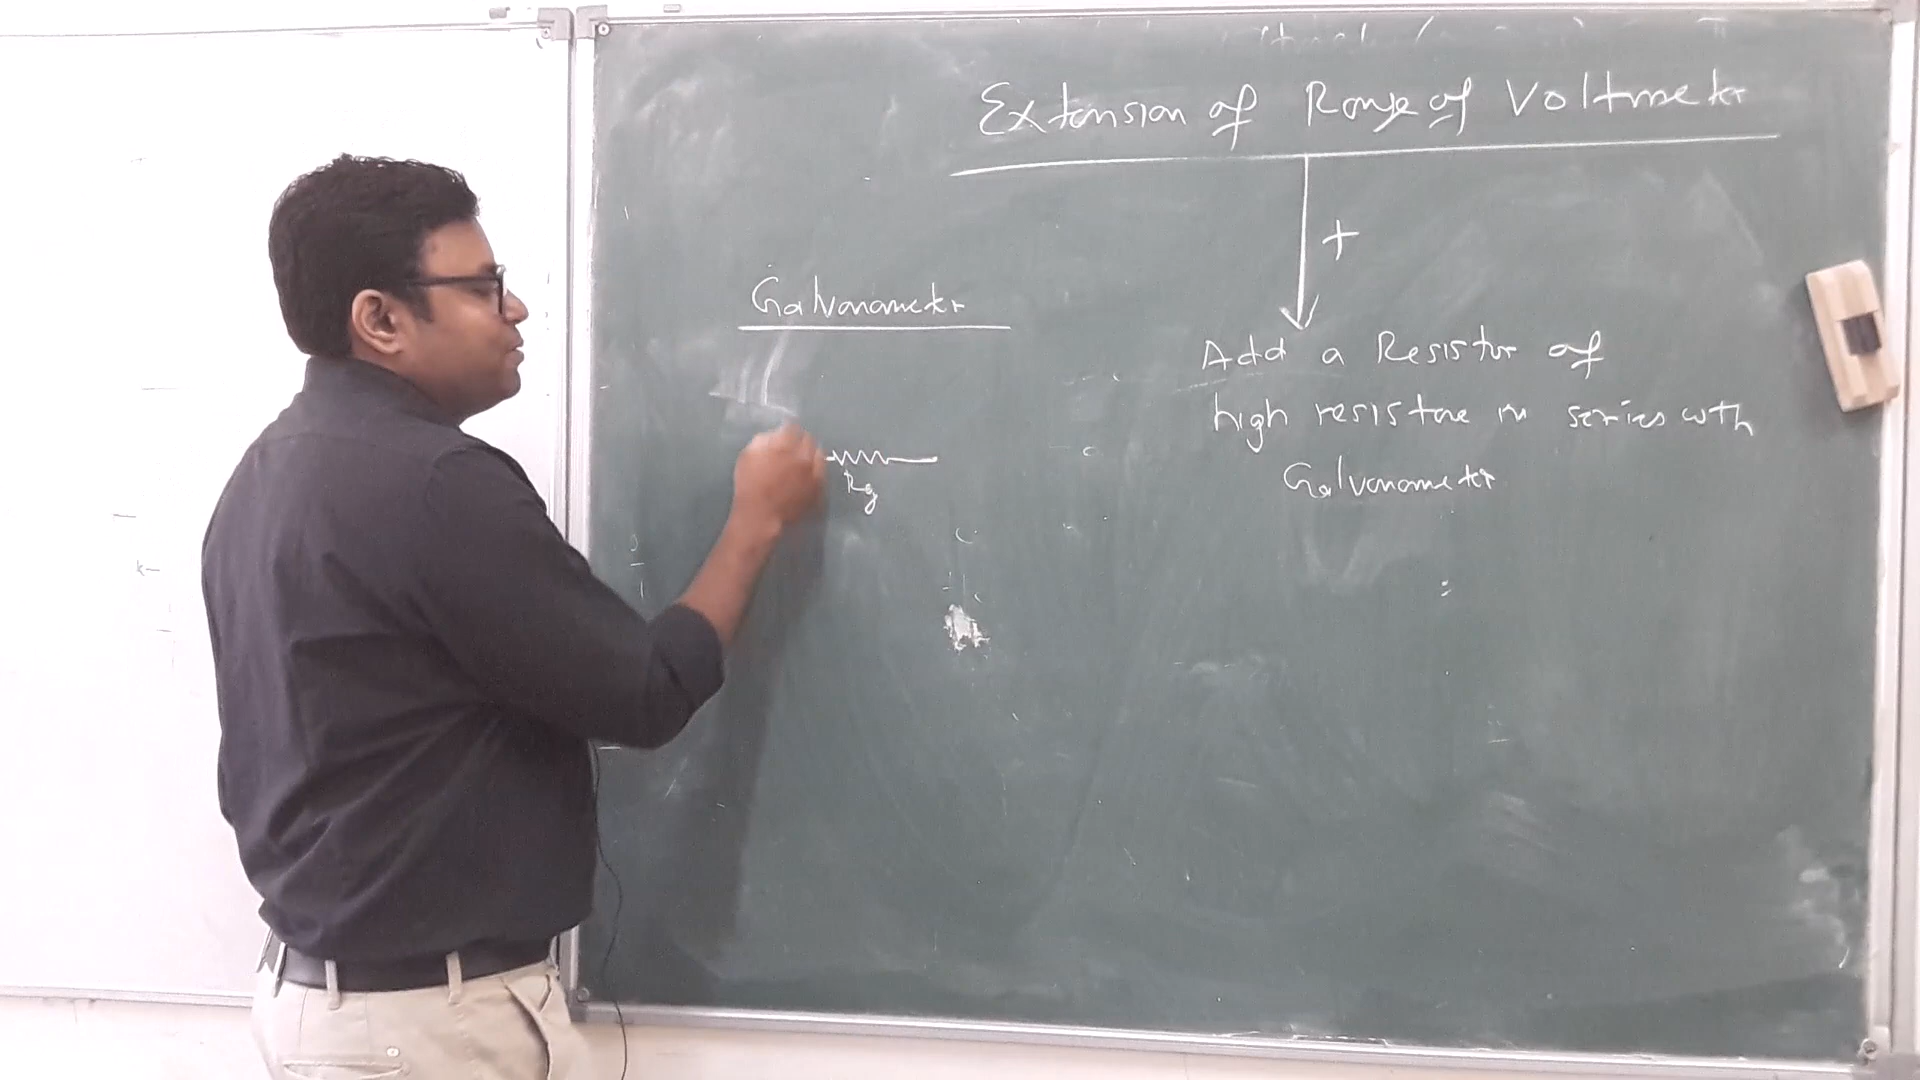 Extension of Range of Voltmeter
+
Galvanometer
Add a Resistor of
high resistance in series with
Galvanometer
Rg